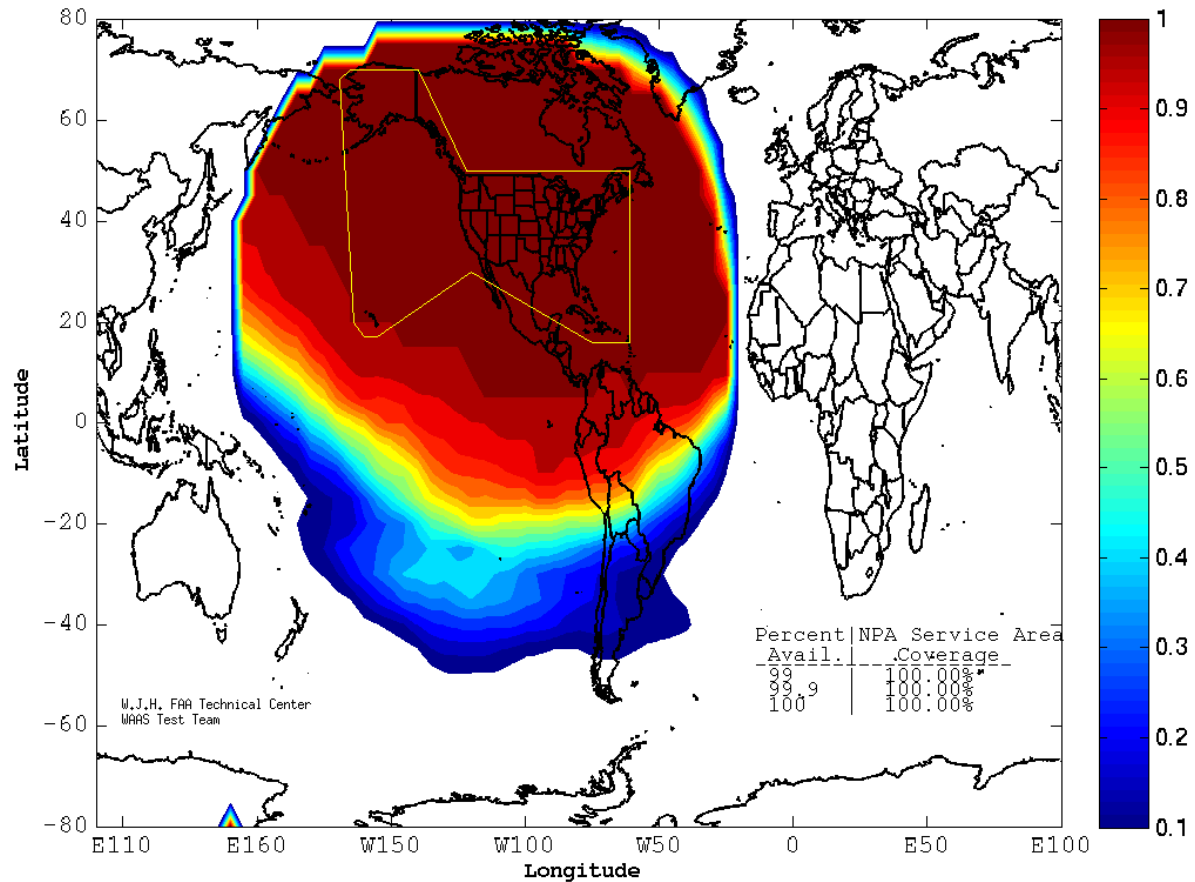 80
60
40
20
0
-20
-40
-60
-80
Latitude
E110 E160 W150 W100 W50 0 E50 E100
Longitude
1
0.9
0.8
0.7
0.6
0.5
0.4
0.3
0.2
0.1
Percent|NPA Service Area
Avail.| Coverage
99 | 100.00%
99.9 | 100.00%
100 | 100.00%
W.J.H. FAA Technical Center
WAAS Test Team